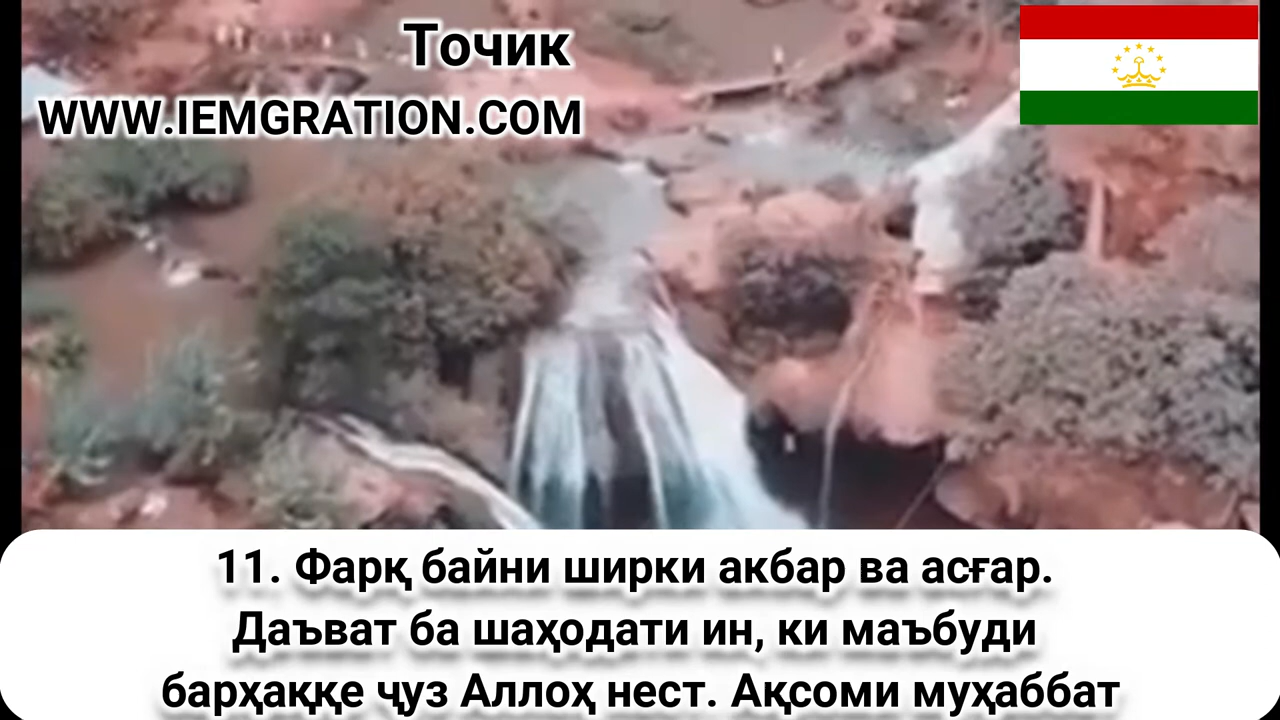 Точик
WWW.IEMGRATION.COM
11. Фарқ байни ширки акбар ва асғар.
Даъват ба шаҳодати ин, ки маъбуди
барҳаққе ҷуз Аллоҳ нест. Ақсоми муҳаббат